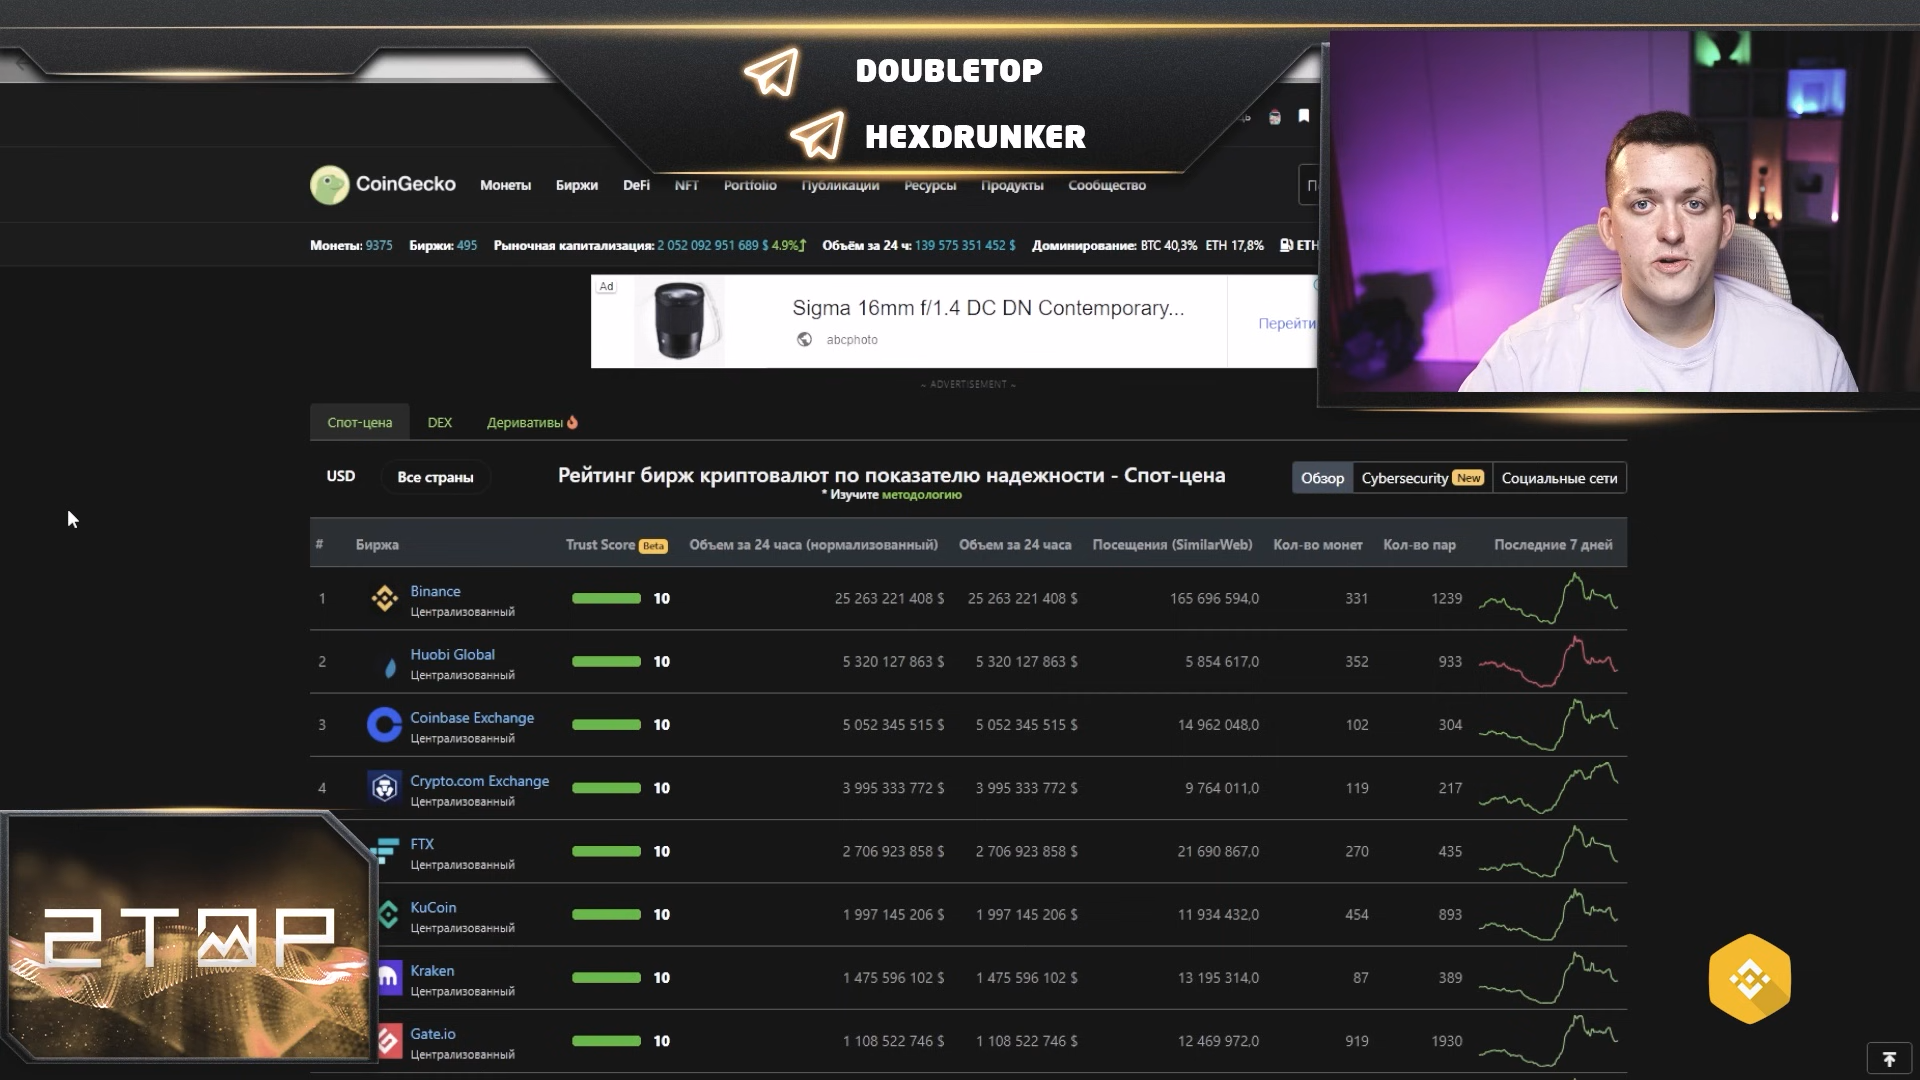 DOUBLETOP
HEXDRUNKER
CoinGecko Монеты Биржи DeFi NFT Portfolio Публикации Ресурсы Продукты Сообщество
Монеты: 9375 Биржи: 495 Рыночная капитализация: 2 052 092 951 689 $ 4.9% Объём за 24 ч: 139 575 351 452 $ Доминирование: BTC 40,3% ETH 17,8% ETH
Ad
Sigma 16mm f/1.4 DC DN Contemporary...
abcphoto
Перейти
~ ADVERTISEMENT ~
Спот-цена DEX Деривативы
USD Все страны Рейтинг бирж криптовалют по показателю надежности - Спот-цена Обзор Cybersecurity New Социальные сети
* Изучите методологию
# Биржа Trust Score Beta Объем за 24 часа (нормализованный) Объем за 24 часа Посещения (SimilarWeb) Кол-во монет Кол-во пар Последние 7 дней
1 Binance 10 25 263 221 408 $ 25 263 221 408 $ 165 696 594,0 331 1239
Централизованный
2 Huobi Global 10 5 320 127 863 $ 5 320 127 863 $ 5 854 617,0 352 933
Централизованный
3 Coinbase Exchange 10 5 052 345 515 $ 5 052 345 515 $ 14 962 048,0 102 304
Централизованный
4 Crypto.com Exchange 10 3 995 333 772 $ 3 995 333 772 $ 9 764 011,0 119 217
Централизованный
FTX 10 2 706 923 858 $ 2 706 923 858 $ 21 690 867,0 270 435
Централизованный
KuCoin 10 1 997 145 206 $ 1 997 145 206 $ 11 934 432,0 454 893
Централизованный
Kraken 10 1 475 596 102 $ 1 475 596 102 $ 13 195 314,0 87 389
Централизованный
Gate.io 10 1 108 522 746 $ 1 108 522 746 $ 12 469 972,0 919 1930
Централизованный
2TOP